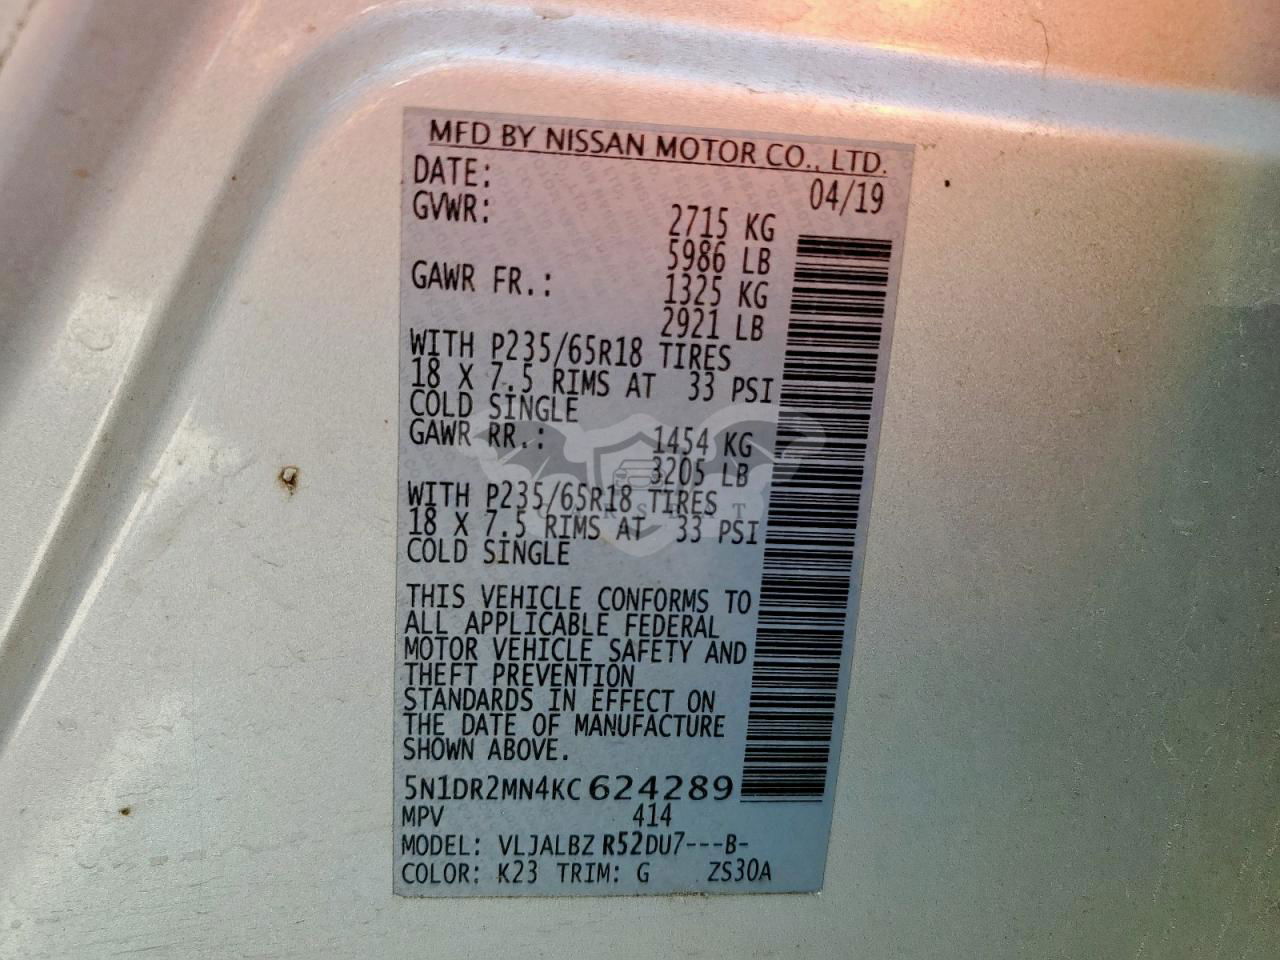 MFD BY NISSAN MOTOR CO., LTD.
DATE: 04/19
GVWR: 2715 KG
5986 LB
GAWR FR.: 1325 KG
2921 LB
WITH P235/65R18 TIRES
18 X 7.5 RIMS AT 33 PSI
COLD SINGLE
GAWR RR.: 1454 KG
3205 LB
WITH P235/65R18 TIRES
18 X 7.5 RIMS AT 33 PSI
COLD SINGLE
THIS VEHICLE CONFORMS TO
ALL APPLICABLE FEDERAL
MOTOR VEHICLE SAFETY AND
THEFT PREVENTION
STANDARDS IN EFFECT ON
THE DATE OF MANUFACTURE
SHOWN ABOVE.
5N1DR2MN4KC624289
MPV 414
MODEL: VLJALBZ R52DU7---B-
COLOR: K23 TRIM: G ZS30A